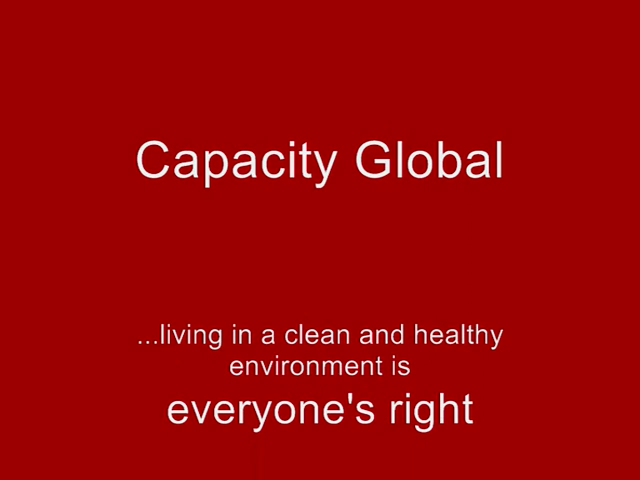 Capacity Global
...living in a clean and healthy
environment is
everyone's right